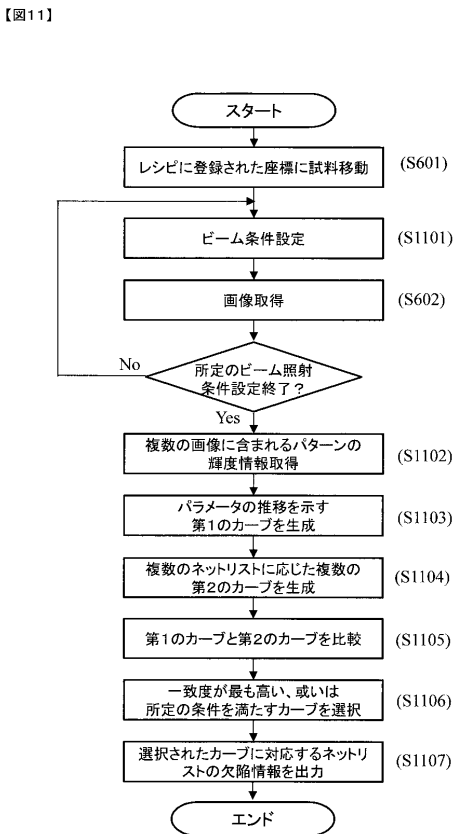 【図11】
スタート
レシピに登録された座標に試料移動
(S601)
ビーム条件設定
(S1101)
画像取得
(S602)
所定のビーム照射
条件設定終了？
No
Yes
複数の画像に含まれるパターンの
輝度情報取得
(S1102)
パラメータの推移を示す
第1のカーブを生成
(S1103)
複数のネットリストに応じた複数の
第2のカーブを生成
(S1104)
第1のカーブと第2のカーブを比較
(S1105)
一致度が最も高い、或いは
所定の条件を満たすカーブを選択
(S1106)
選択されたカーブに対応するネットリ
ストの欠陥情報を出力
(S1107)
エンド